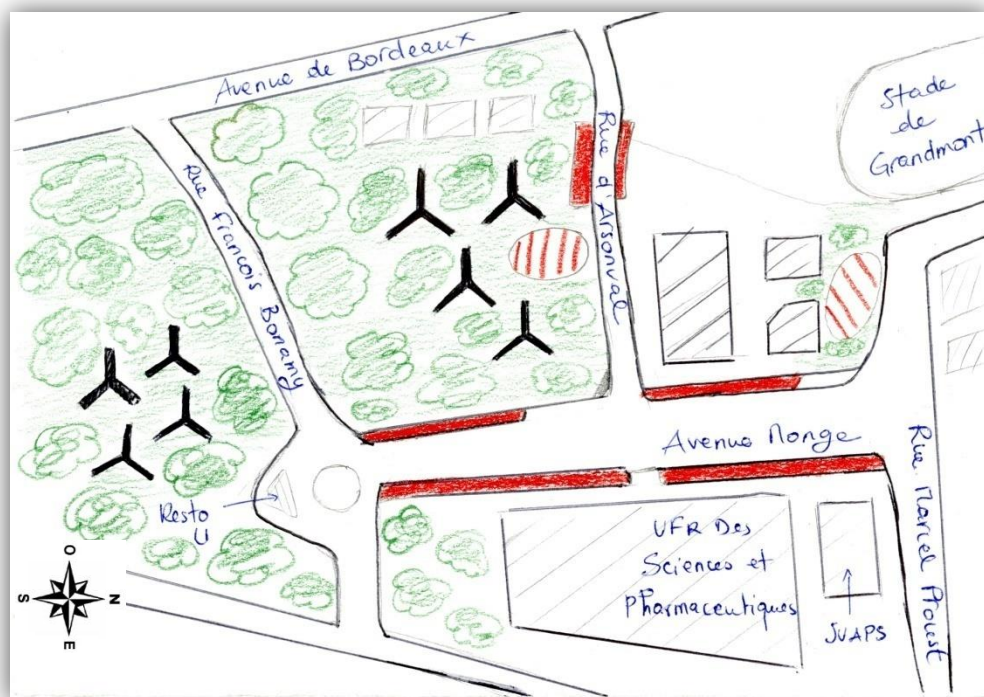 Avenue de Bordeaux
Stade
de
Grandmont
Rue d'Arsonval
Rue François Bonamy
Avenue Monge
Rue Marcel Proust
Resto
U
UFR Des
Sciences et
pharmaceutiques
SUAPS
O
S
N
E